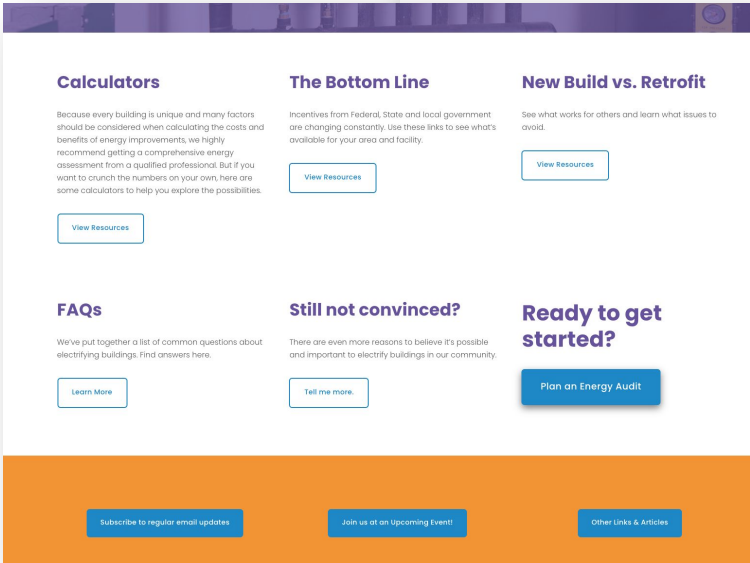 Calculators
Because every building is unique and many factors
should be considered when calculating the costs and
benefits of energy improvements, we highly
recommend getting a comprehensive energy
assessment from a qualified professional. But if you
want to crunch the numbers on your own, here are
some calculators to help you explore the possibilities.
View Resources
The Bottom Line
Incentives from Federal, State and local government
are changing constantly. Use these links to see what's
available for your area and facility.
View Resources
New Build vs. Retrofit
See what works for others and learn what issues to
avoid.
View Resources
FAQs
We've put together a list of common questions about
electrifying buildings. Find answers here.
Learn More
Still not convinced?
There are even more reasons to believe it's possible
and important to electrify buildings in our community.
Tell me more.
Ready to get
started?
Plan an Energy Audit
Subscribe to regular email updates
Join us at an Upcoming Event!
Other Links & Articles